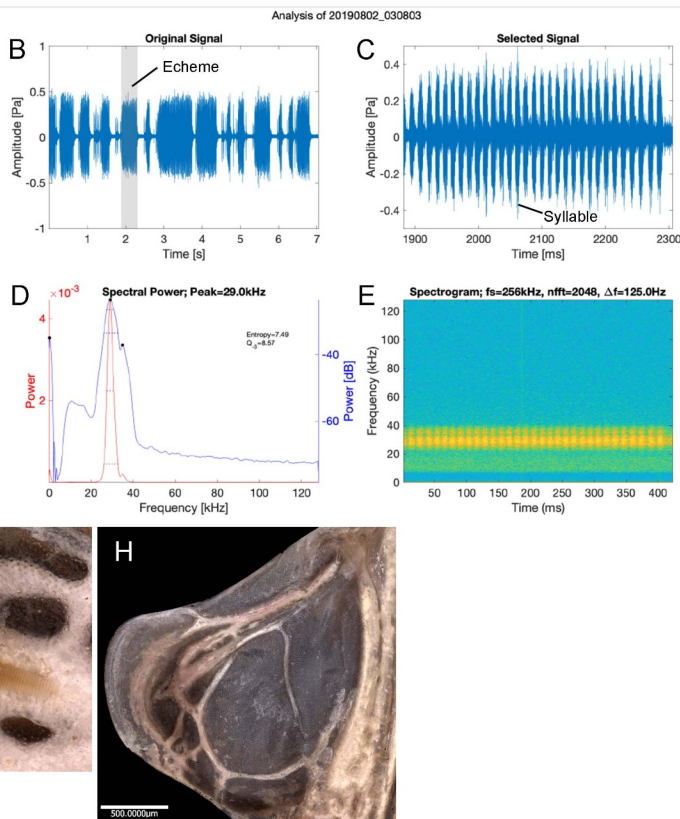 Analysis of 20190802_030803
B
Original Signal
Echeme
Amplitude [Pa]
1
0.5
0
-0.5
-1
1 2 3 4 5 6 7
Time [s]
C
Selected Signal
Amplitude [Pa]
0.4
0.2
0
-0.2
-0.4
Syllable
1900 2000 2100 2200 2300
Time [ms]
D
×10⁻³
Spectral Power; Peak=29.0kHz
Entropy=7.49
Q₋₃=8.57
Power
4
2
Power [dB]
-40
-60
0 20 40 60 80 100 120
Frequency [kHz]
E
Spectrogram; fs=256kHz, nfft=2048, Δf=125.0Hz
Frequency (kHz)
120
100
80
60
40
20
0
50 100 150 200 250 300 350 400
Time (ms)
H
500.0000µm